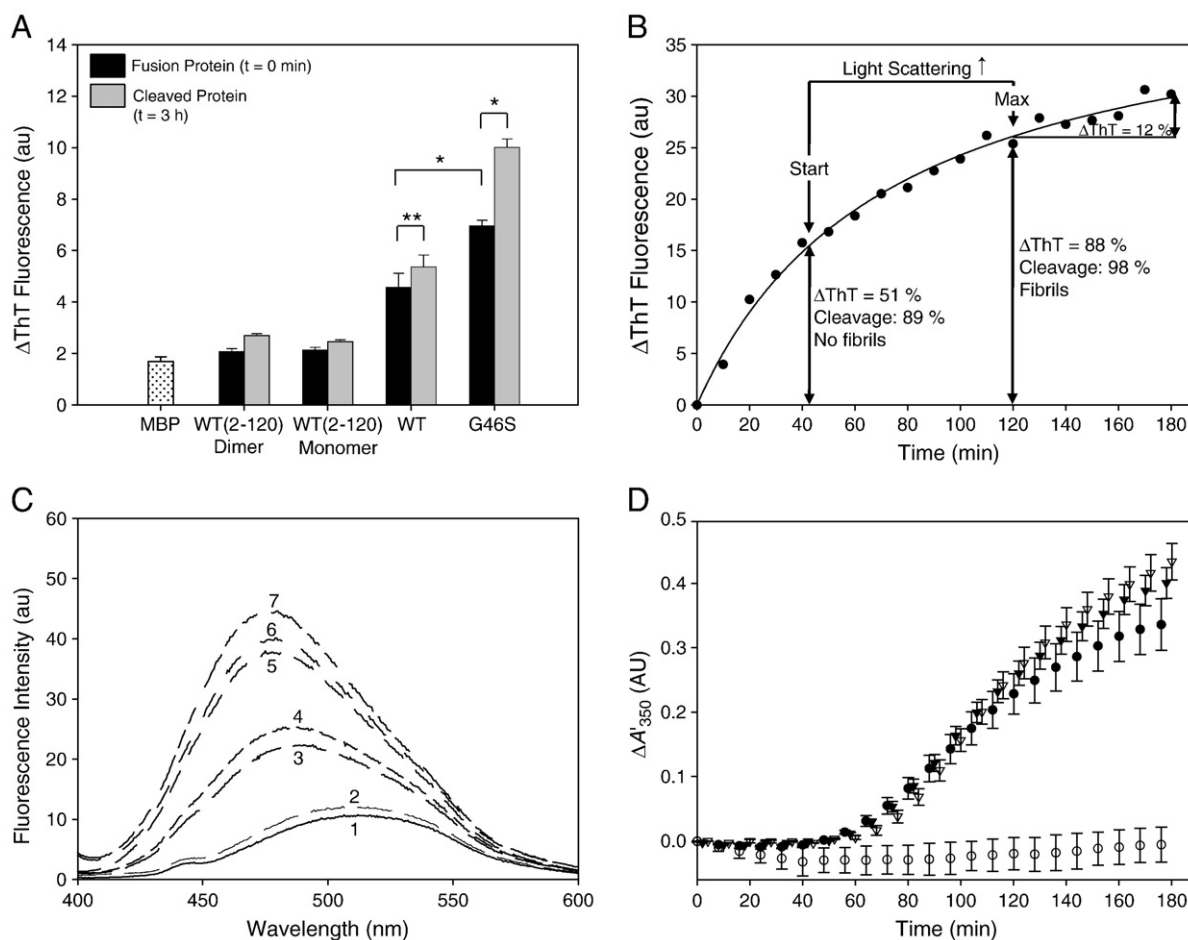 A
14
12
10
8
6
4
2
0
ΔThT Fluorescence (au)
Fusion Protein (t = 0 min)
Cleaved Protein
(t = 3 h)
*
*
**
MBP
WT(2-120)
Dimer
WT(2-120)
Monomer
WT
G46S
B
35
30
25
20
15
10
5
0
ΔThT Fluorescence (au)
Light Scattering ↑
Max
Start
ΔThT = 12 %
ΔThT = 88 %
Cleavage: 98 %
Fibrils
ΔThT = 51 %
Cleavage: 89 %
No fibrils
0 20 40 60 80 100 120 140 160 180
Time (min)
C
60
50
40
30
20
10
0
Fluorescence Intensity (au)
7
6
5
4
3
2
1
400 450 500 550 600
Wavelength (nm)
D
0.5
0.4
0.3
0.2
0.1
0.0
ΔA'350 (AU)
0 20 40 60 80 100 120 140 160 180
Time (min)